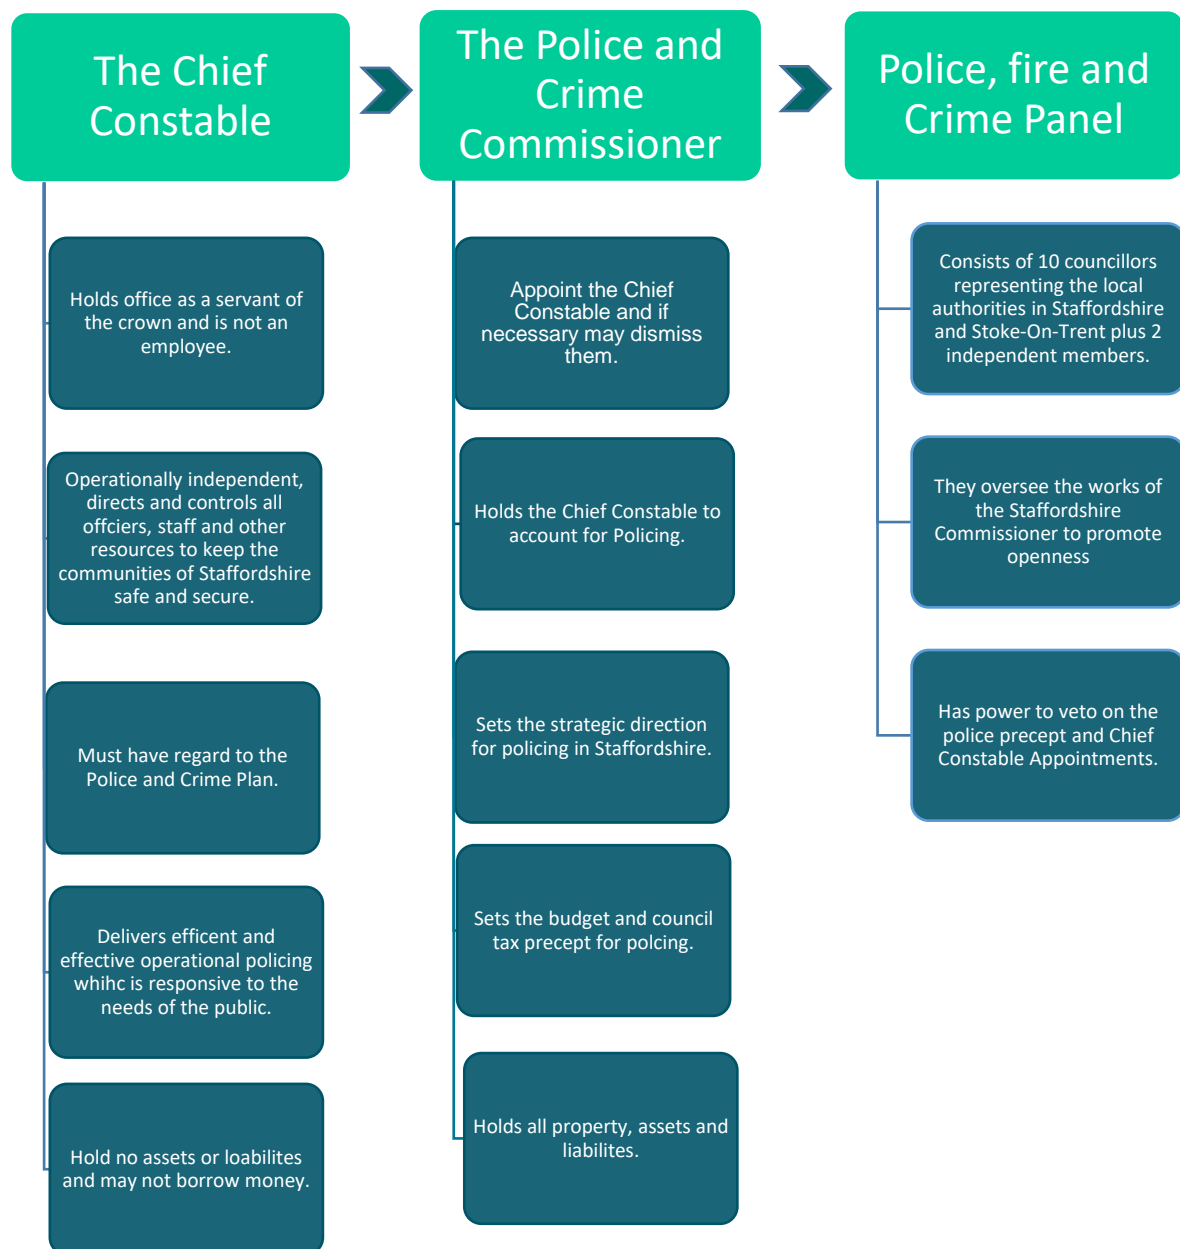 The Chief
Constable
Holds office as a servant of
the crown and is not an
employee.
Operationally independent,
directs and controls all
offciers, staff and other
resources to keep the
communities of Staffordshire
safe and secure.
Must have regard to the
Police and Crime Plan.
Delivers efficent and
effective operational policing
whihc is responsive to the
needs of the public.
Hold no assets or loabilites
and may not borrow money.
The Police and
Crime
Commissioner
Appoint the Chief
Constable and if
necessary may dismiss
them.
Holds the Chief Constable to
account for Policing.
Sets the strategic direction
for policing in Staffordshire.
Sets the budget and council
tax precept for polcing.
Holds all property, assets and
liabilites.
Police, fire and
Crime Panel
Consists of 10 councillors
representing the local
authorities in Staffordshire
and Stoke-On-Trent plus 2
independent members.
They oversee the works of
the Staffordshire
Commissioner to promote
openness
Has power to veto on the
police precept and Chief
Constable Appointments.